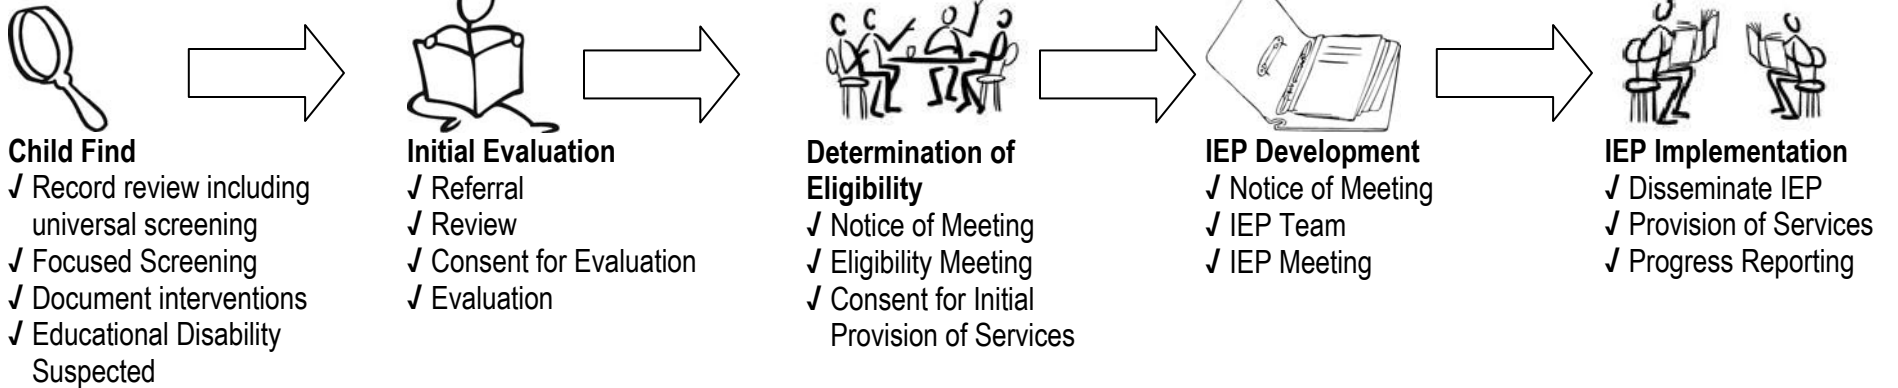 Child Find
√ Record review including
universal screening
√ Focused Screening
√ Document interventions
√ Educational Disability
Suspected
Initial Evaluation
√ Referral
√ Review
√ Consent for Evaluation
√ Evaluation
Determination of
Eligibility
√ Notice of Meeting
√ Eligibility Meeting
√ Consent for Initial
Provision of Services
IEP Development
√ Notice of Meeting
√ IEP Team
√ IEP Meeting
IEP Implementation
√ Disseminate IEP
√ Provision of Services
√ Progress Reporting